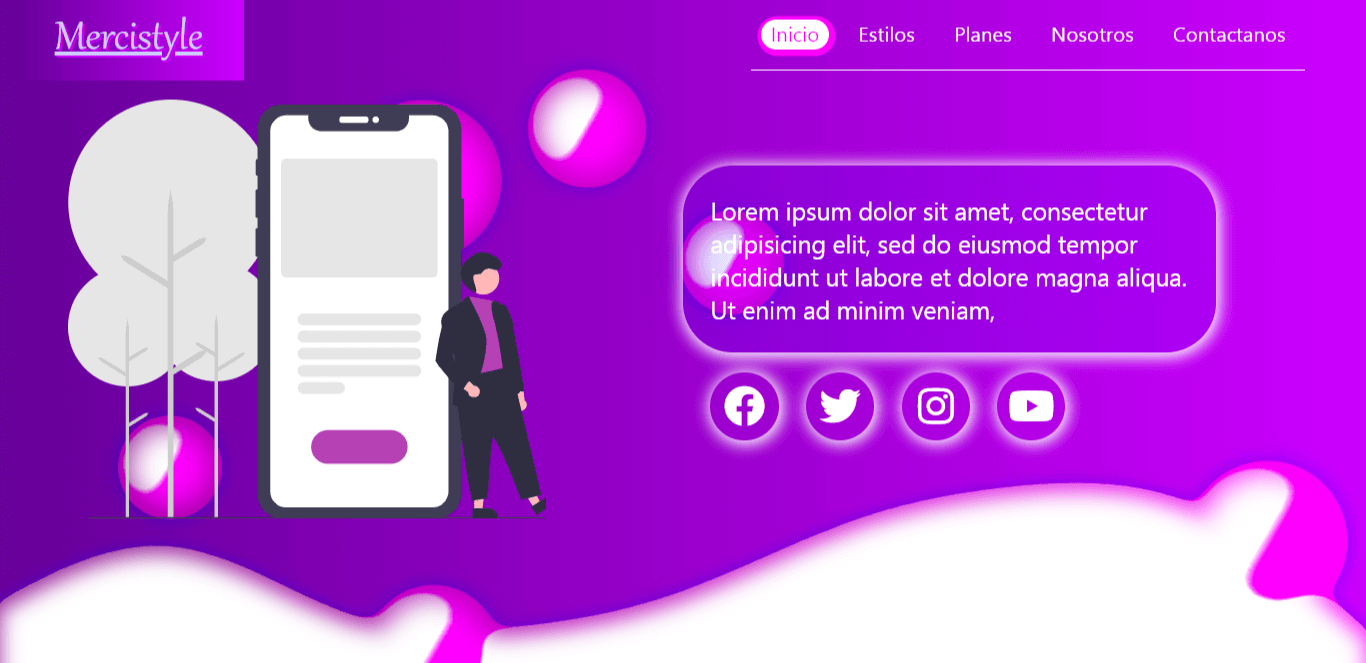 Mercistyle
Inicio
Estilos
Planes
Nosotros
Contactanos
Lorem ipsum dolor sit amet, consectetur
adipisicing elit, sed do eiusmod tempor
incididunt ut labore et dolore magna aliqua.
Ut enim ad minim veniam,